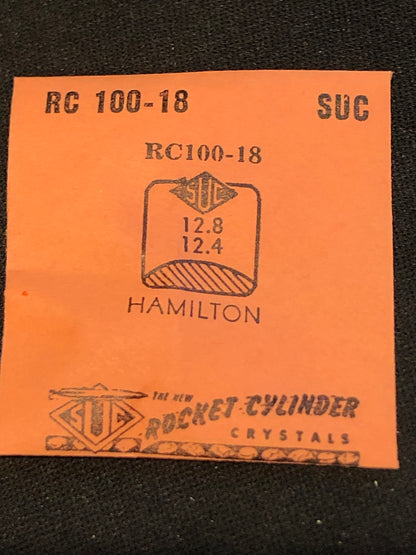 RC 100-18 SUC
RC100-18
SUC
12.8
12.4
HAMILTON
SUC
THE NEW
ROCKET CYLINDER
CRYSTALS